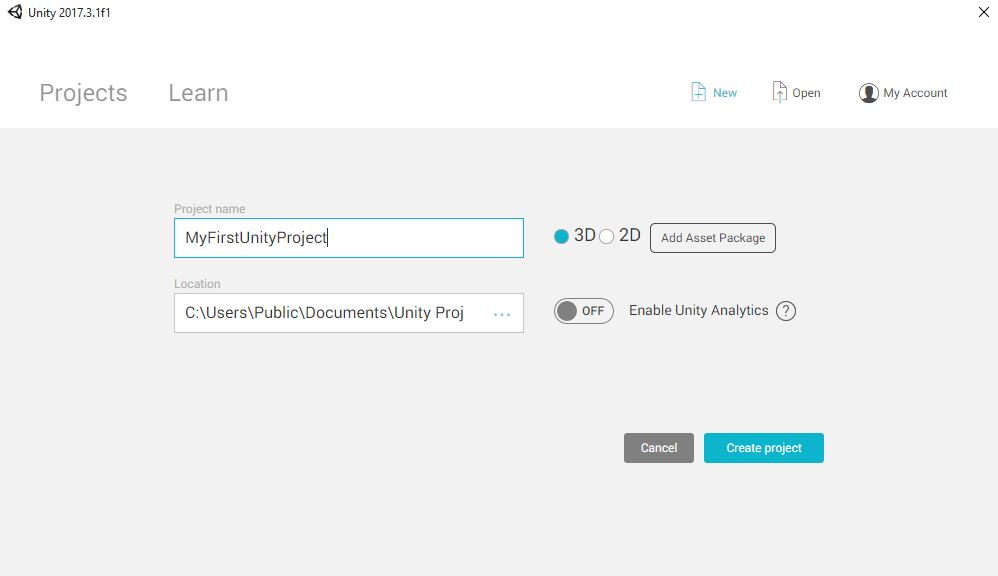 Unity 2017.3.1f1
Projects Learn New Open My Account
Project name
MyFirstUnityProject 3D 2D Add Asset Package
Location
C:\Users\Public\Documents\Unity Proj ... OFF Enable Unity Analytics ?
Cancel Create project